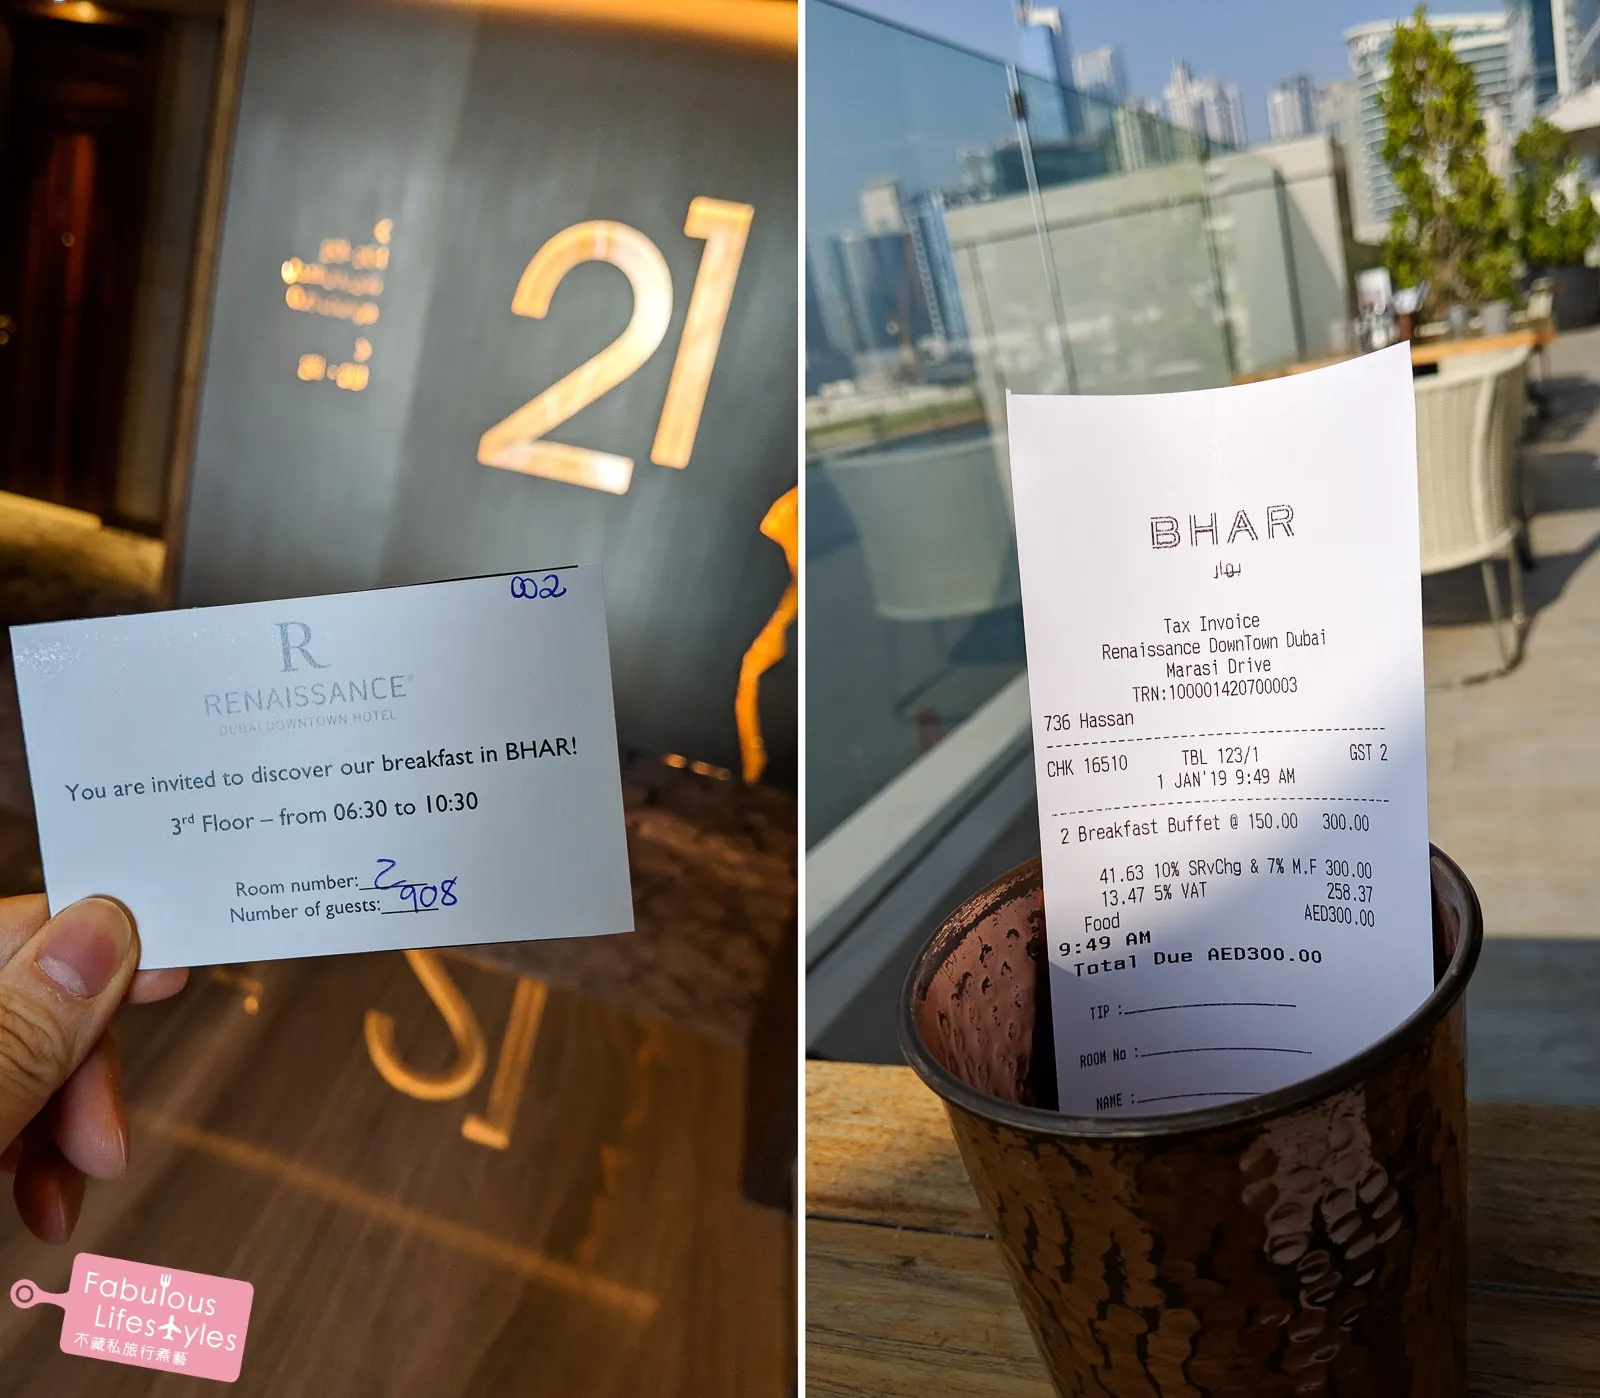 21
002
R
RENAISSANCE®
DUBAI DOWNTOWN HOTEL
You are invited to discover our breakfast in BHAR!
3rd Floor – from 06:30 to 10:30
Room number: 2
Number of guests: 908
21
Fabulous
Lifestyles
不藏私旅行煮藝
BHAR
بهار
Tax Invoice
Renaissance DownTown Dubai
Marasi Drive
TRN:100001420700003
736 Hassan
CHK 16510 TBL 123/1 GST 2
1 JAN'19 9:49 AM
2 Breakfast Buffet @ 150.00 300.00
41.63 10% SRvChg & 7% M.F 300.00
13.47 5% VAT 258.37
Food AED300.00
9:49 AM
Total Due AED300.00
TIP :
ROOM No :
NAME :